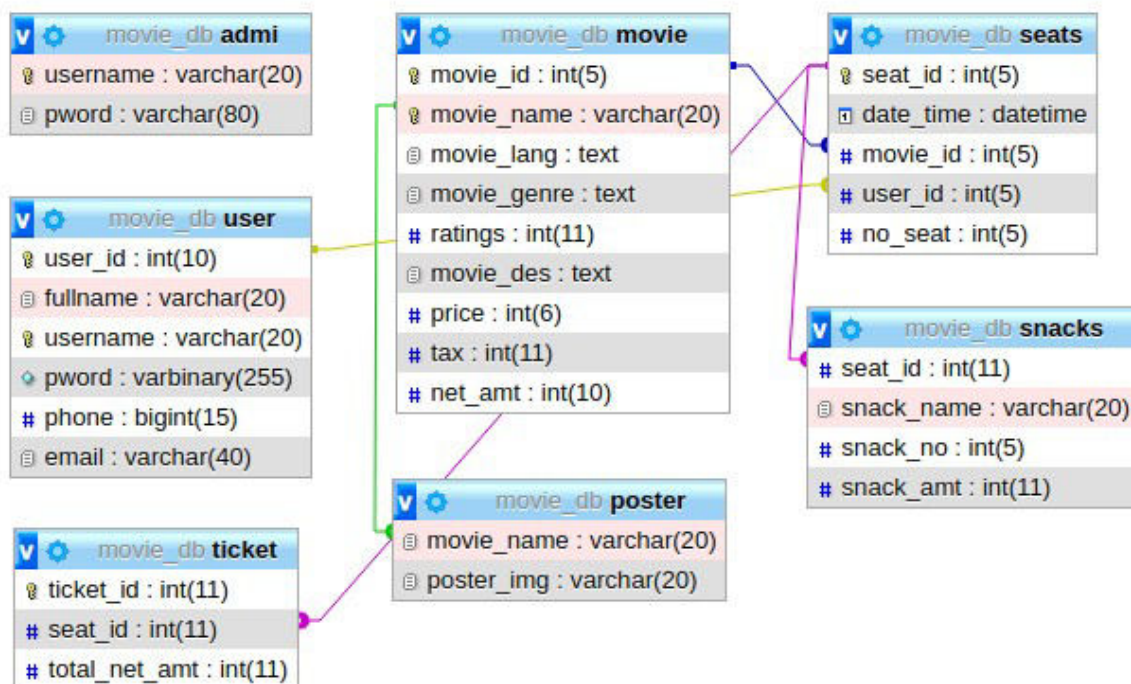 movie_db admi
username : varchar(20)
pword : varchar(80)
movie_db user
user_id : int(10)
fullname : varchar(20)
username : varchar(20)
pword : varbinary(255)
phone : bigint(15)
email : varchar(40)
movie_db ticket
ticket_id : int(11)
seat_id : int(11)
total_net_amt : int(11)
movie_db movie
movie_id : int(5)
movie_name : varchar(20)
movie_lang : text
movie_genre : text
ratings : int(11)
movie_des : text
price : int(6)
tax : int(11)
net_amt : int(10)
movie_db poster
movie_name : varchar(20)
poster_img : varchar(20)
movie_db seats
seat_id : int(5)
date_time : datetime
movie_id : int(5)
user_id : int(5)
no_seat : int(5)
movie_db snacks
seat_id : int(11)
snack_name : varchar(20)
snack_no : int(5)
snack_amt : int(11)